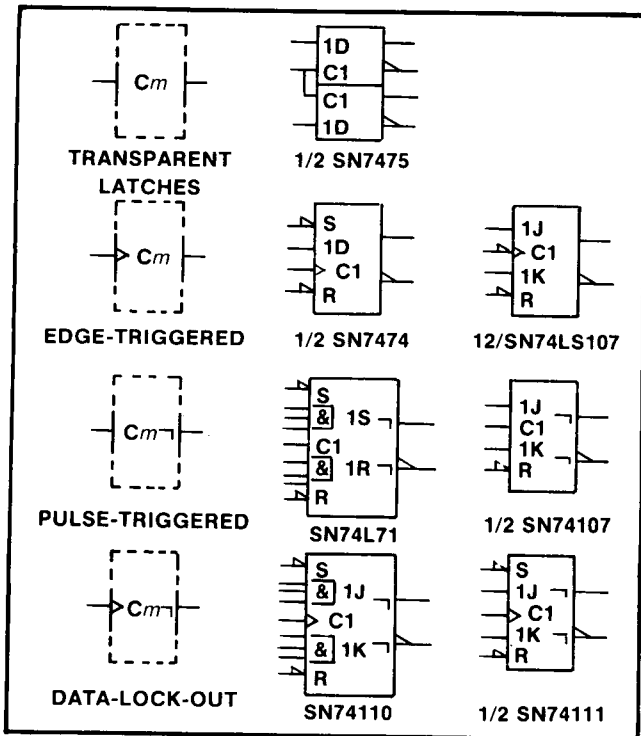 Cm
1D
C1
C1
1D
TRANSPARENT
LATCHES
1/2 SN7475
Cm
S
1D
C1
R
1J
C1
1K
R
EDGE-TRIGGERED
1/2 SN7474
12/SN74LS107
Cm¬
S
&
1S ¬
C1
&
1R ¬
R
1J ¬
C1
1K ¬
R
PULSE-TRIGGERED
SN74L71
1/2 SN74107
Cm¬
S
&
1J ¬
C1
&
1K ¬
R
S
1J ¬
C1
1K ¬
R
DATA-LOCK-OUT
SN74110
1/2 SN74111